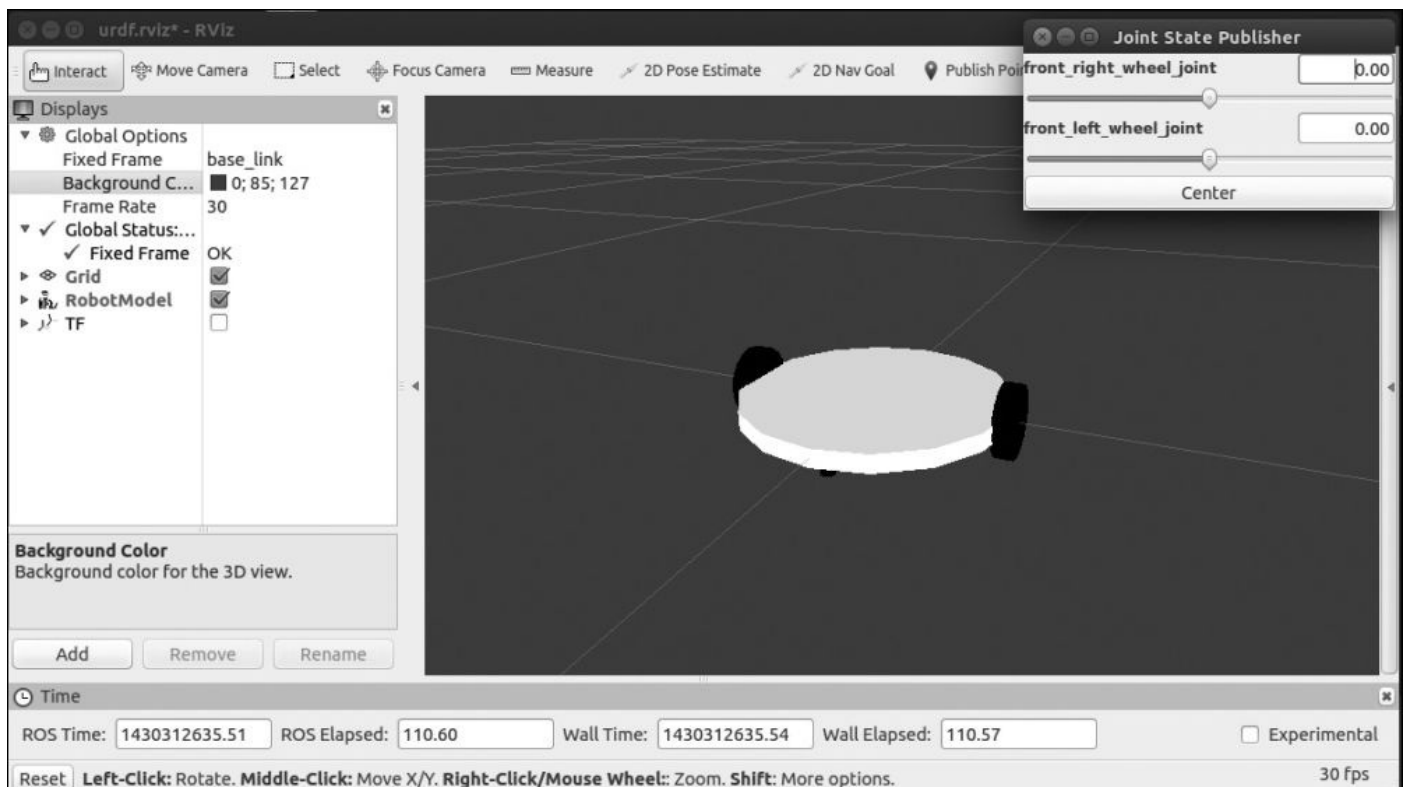 urdf.rviz* - RViz
Joint State Publisher
Interact Move Camera Select Focus Camera Measure 2D Pose Estimate 2D Nav Goal Publish Poi
front_right_wheel_joint 0.00
front_left_wheel_joint 0.00
Center
Displays
Global Options
Fixed Frame base_link
Background C... 0; 85; 127
Frame Rate 30
Global Status:...
Fixed Frame OK
Grid
RobotModel
TF
Background Color
Background color for the 3D view.
Add Remove Rename
Time
ROS Time: 1430312635.51 ROS Elapsed: 110.60 Wall Time: 1430312635.54 Wall Elapsed: 110.57 Experimental
Reset Left-Click: Rotate. Middle-Click: Move X/Y. Right-Click/Mouse Wheel:: Zoom. Shift: More options. 30 fps